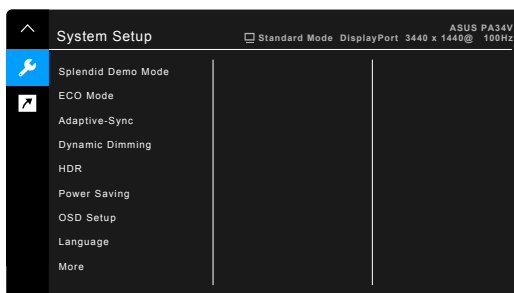 ASUS PA34V
System Setup
Standard Mode DisplayPort 3440 x 1440@ 100Hz
Splendid Demo Mode
ECO Mode
Adaptive-Sync
Dynamic Dimming
HDR
Power Saving
OSD Setup
Language
More